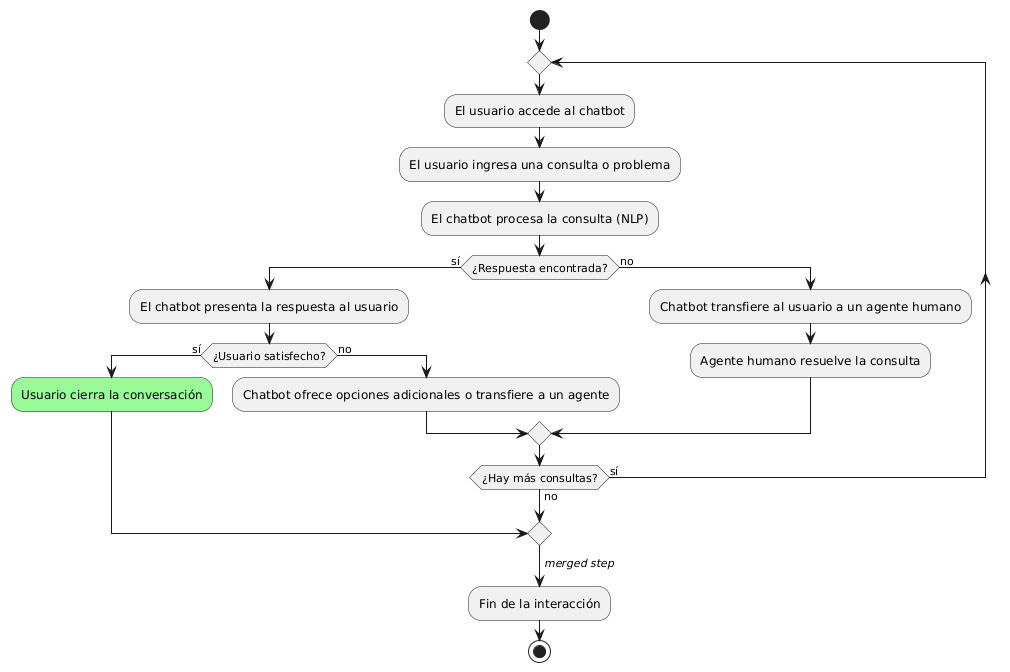 El usuario accede al chatbot
El usuario ingresa una consulta o problema
El chatbot procesa la consulta (NLP)
sí
¿Respuesta encontrada?
no
El chatbot presenta la respuesta al usuario
Chatbot transfiere al usuario a un agente humano
sí
¿Usuario satisfecho?
no
Agente humano resuelve la consulta
Usuario cierra la conversación
Chatbot ofrece opciones adicionales o transfiere a un agente
¿Hay más consultas?
sí
no
merged step
Fin de la interacción